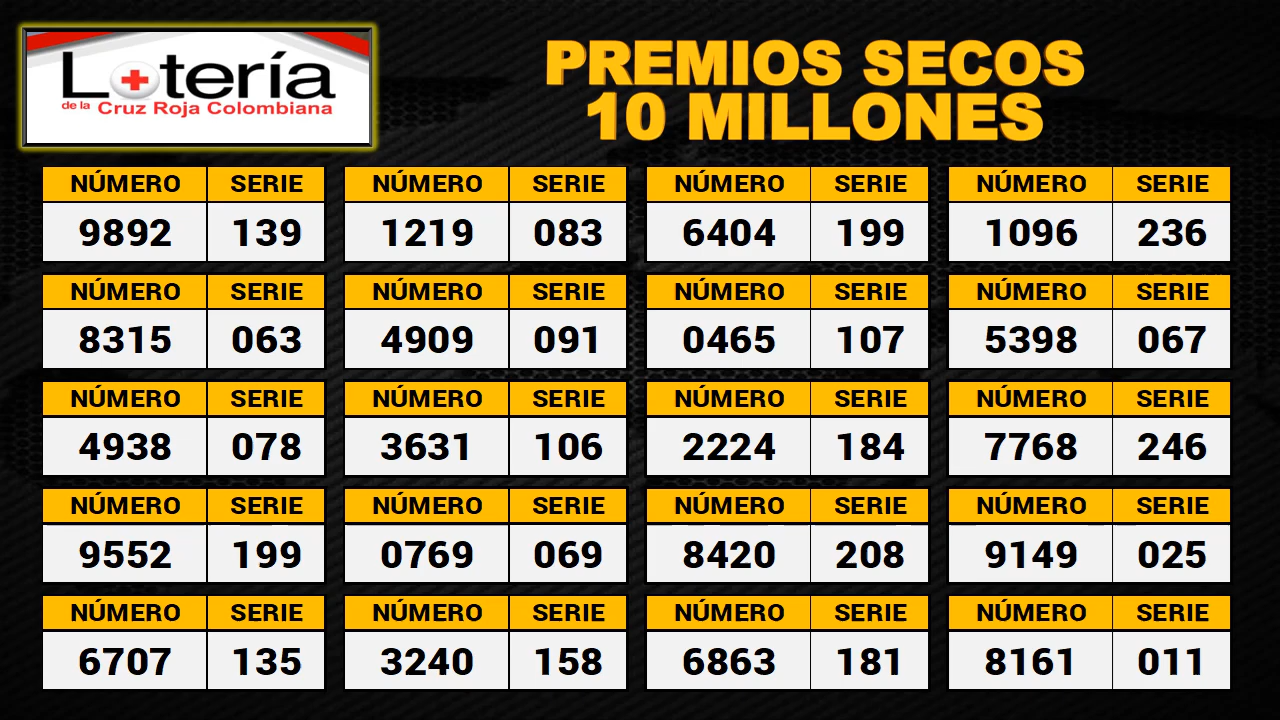 Lotería
de la Cruz Roja Colombiana
PREMIOS SECOS
10 MILLONES
NÚMERO SERIE NÚMERO SERIE NÚMERO SERIE NÚMERO SERIE
9892 139 1219 083 6404 199 1096 236
NÚMERO SERIE NÚMERO SERIE NÚMERO SERIE NÚMERO SERIE
8315 063 4909 091 0465 107 5398 067
NÚMERO SERIE NÚMERO SERIE NÚMERO SERIE NÚMERO SERIE
4938 078 3631 106 2224 184 7768 246
NÚMERO SERIE NÚMERO SERIE NÚMERO SERIE NÚMERO SERIE
9552 199 0769 069 8420 208 9149 025
NÚMERO SERIE NÚMERO SERIE NÚMERO SERIE NÚMERO SERIE
6707 135 3240 158 6863 181 8161 011